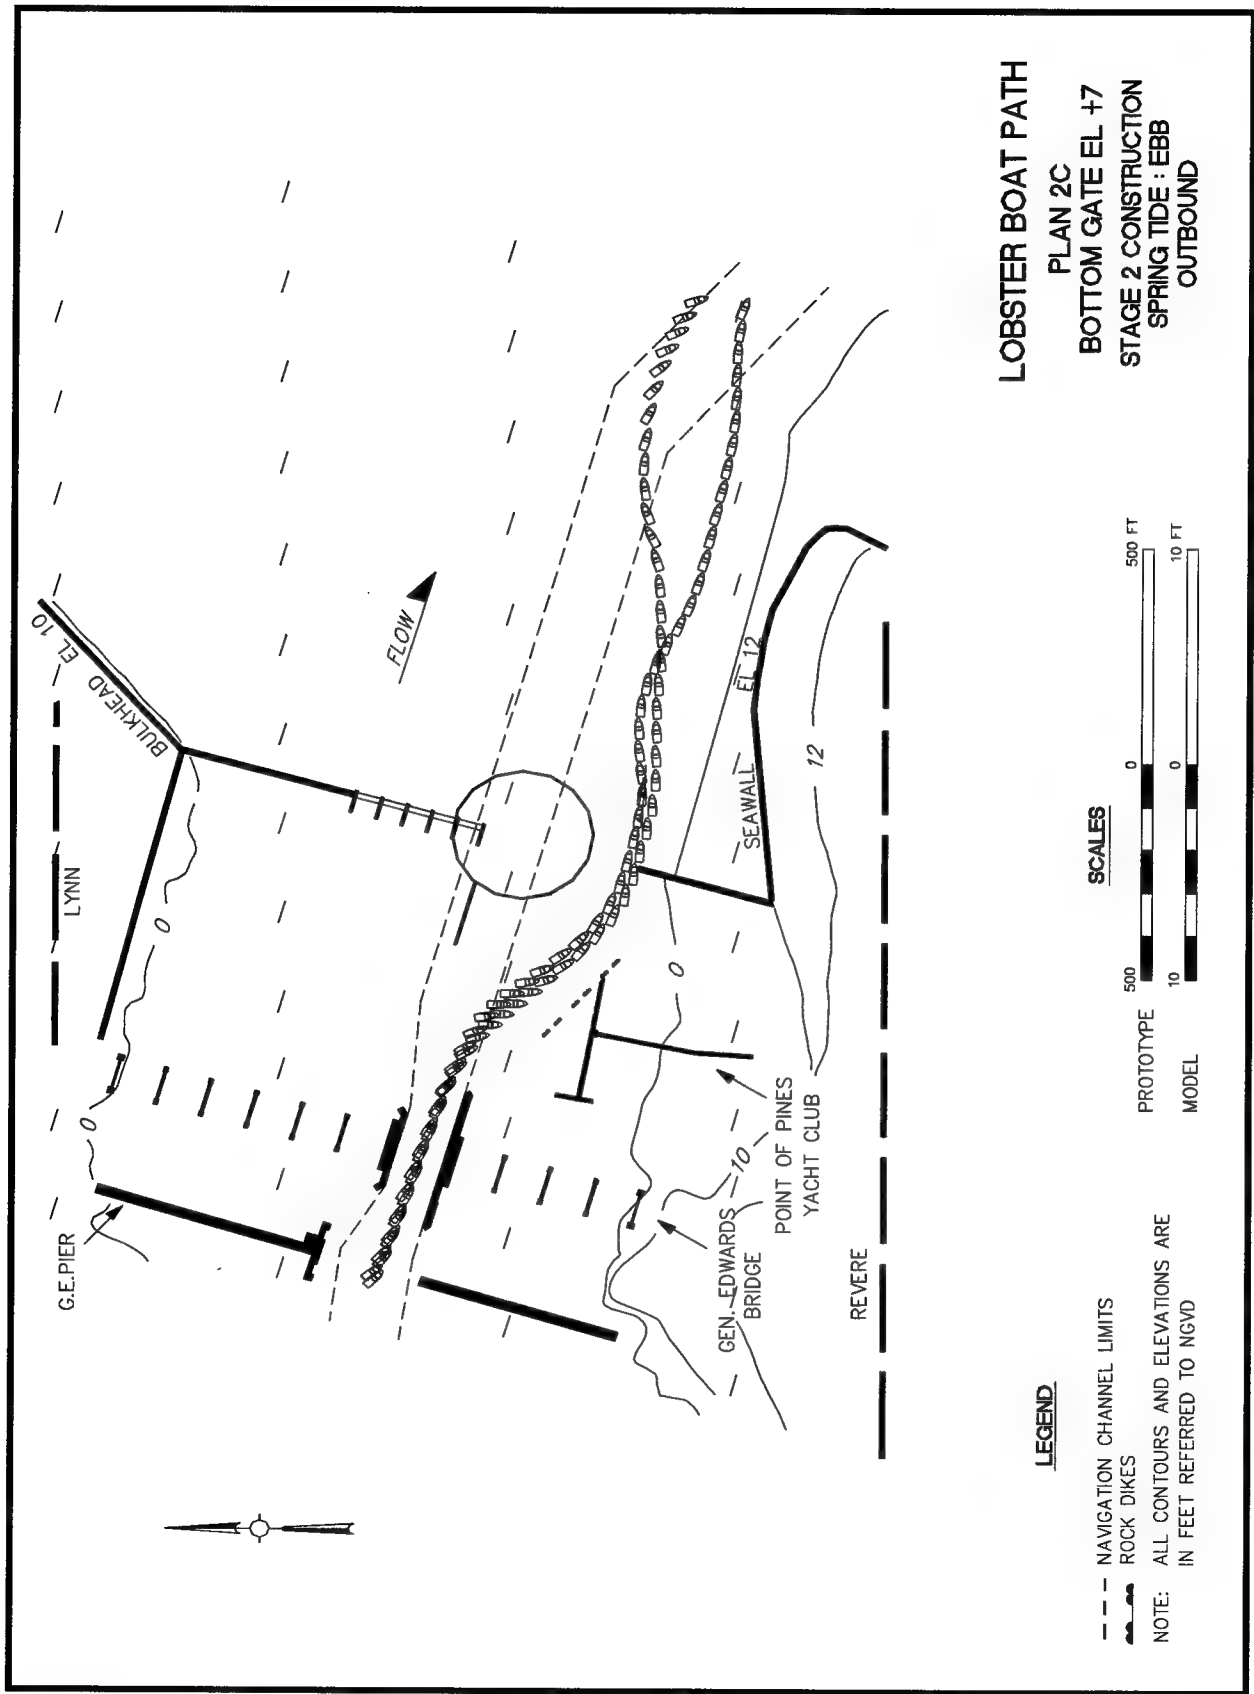 LYNN
BULKHEAD
EL 10
0
0
G.E.PIER
FLOW
SEAWALL
EL 12
12
0
10
GEN. EDWARDS
BRIDGE
POINT OF PINES
YACHT CLUB
REVERE
LEGEND
NAVIGATION CHANNEL LIMITS
ROCK DIKES
NOTE: ALL CONTOURS AND ELEVATIONS ARE
IN FEET REFERRED TO NGVD
SCALES
PROTOTYPE 500 0 500 FT
MODEL 10 0 10 FT
LOBSTER BOAT PATH
PLAN 2C
BOTTOM GATE EL +7
STAGE 2 CONSTRUCTION
SPRING TIDE : EBB
OUTBOUND